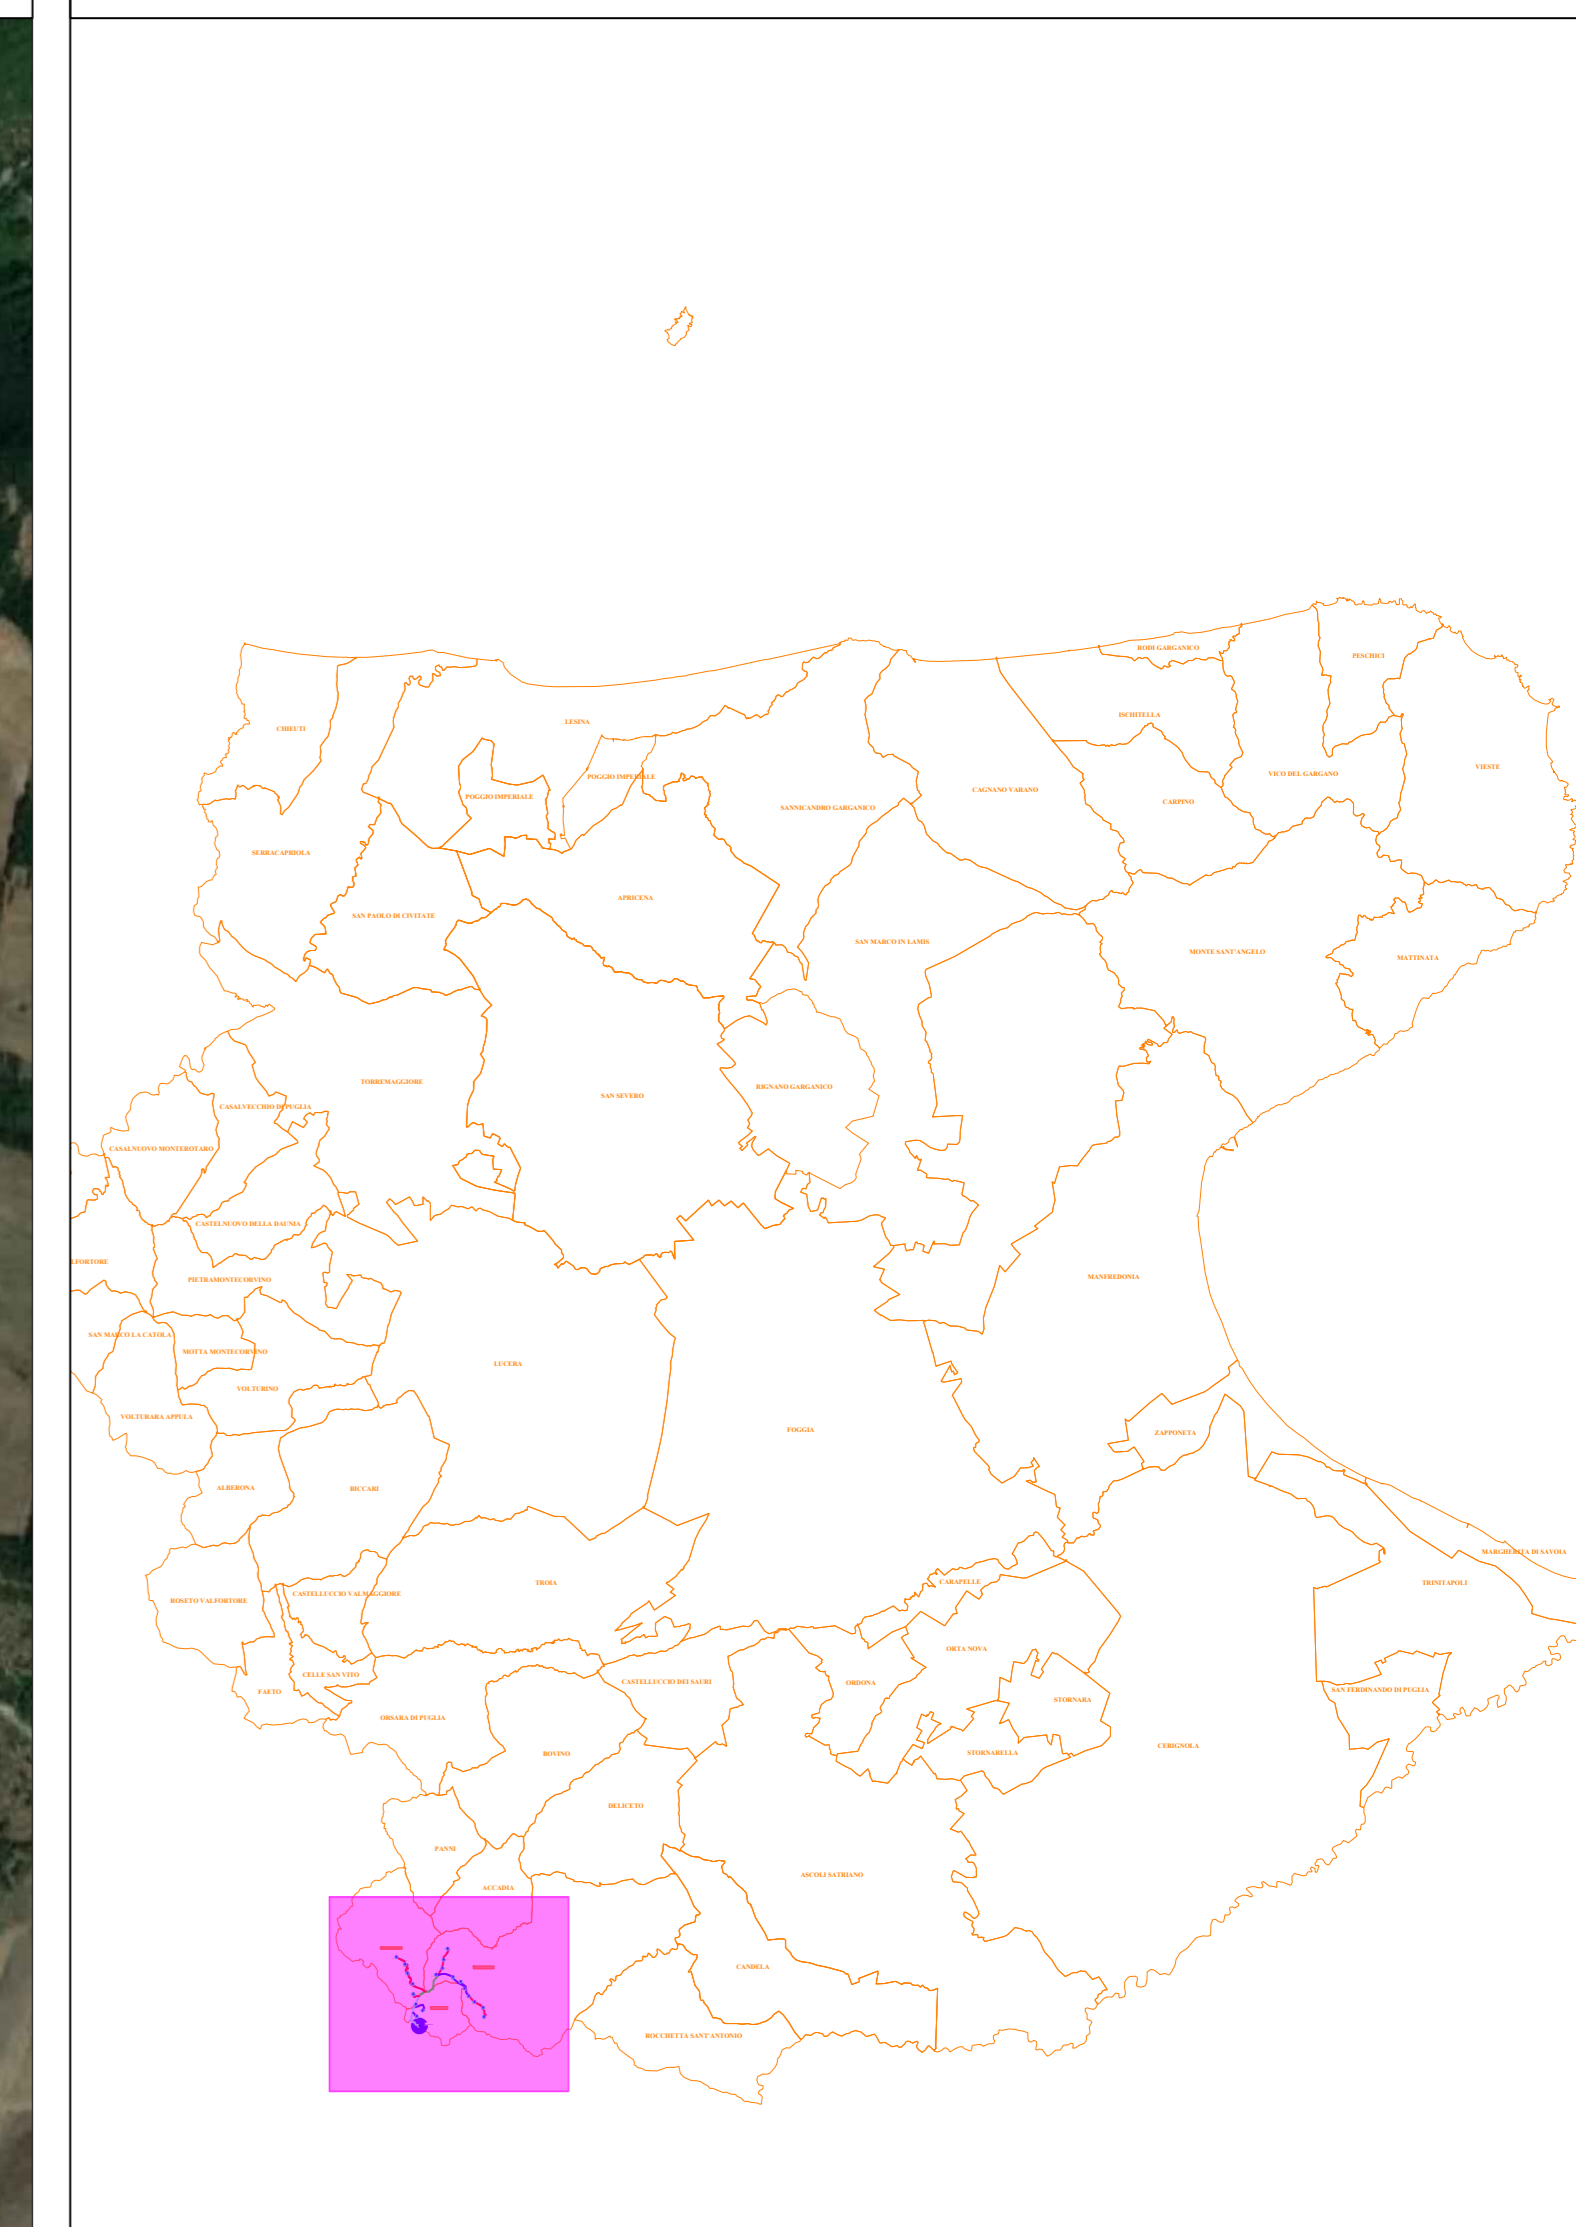 RODI GARGANICO
PESCHICI
ISCHITELLA
LESINA
CHIEUTI
VIESTE
VICO DEL GARGANO
POGGIO IMPERIALE
CAGNANO VARANO
POGGIO IMPERIALE
CARPINO
SANNICANDRO GARGANICO
SERRACAPRIOLA
APRICENA
SAN PAOLO DI CIVITATE
SAN MARCO IN LAMIS
MONTE SANT'ANGELO
MATTINATA
TORREMAGGIORE
RIGNANO GARGANICO
SAN SEVERO
CASALVECCHIO DI PUGLIA
CASALNUOVO MONTEROTARO
CASTELNUOVO DELLA DAUNIA
LFORTORE
MANFREDONIA
PIETRAMONTECORVINO
SAN MARCO LA CATOLA
MOTTA MONTECORVINO
LUCERA
VOLTURINO
VOLTURARA APPULA
FOGGIA
ZAPPONETA
ALBERONA
BICCARI
MARGHERITA DI SAVOIA
CARAPELLE
TROIA
TRINITAPOLI
CASTELLUCCIO VALMAGGIORE
ROSETO VALFORTORE
ORTA NOVA
CELLE SAN VITO
CASTELLUCCIO DEI SAURI
ORDONA
FAETO
SAN FERDINANDO DI PUGLIA
STORNARA
ORSARA DI PUGLIA
CERIGNOLA
STORNARELLA
BOVINO
DELICETO
PANNI
ASCOLI SATRIANO
ACCADIA
CANDELA
ROCCHETTA SANT'ANTONIO